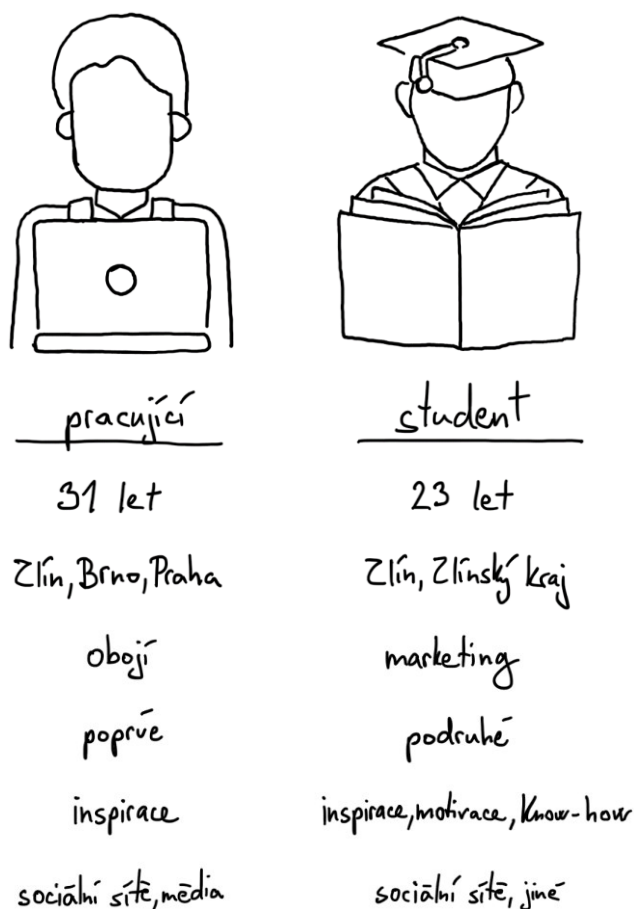 pracující student
31 let 23 let
Zlín, Brno, Praha Zlín, Zlínský kraj
obojí marketing
poprvé podruhé
inspirace inspirace, motivace, know-how
sociální sítě, média sociální sítě, jiné